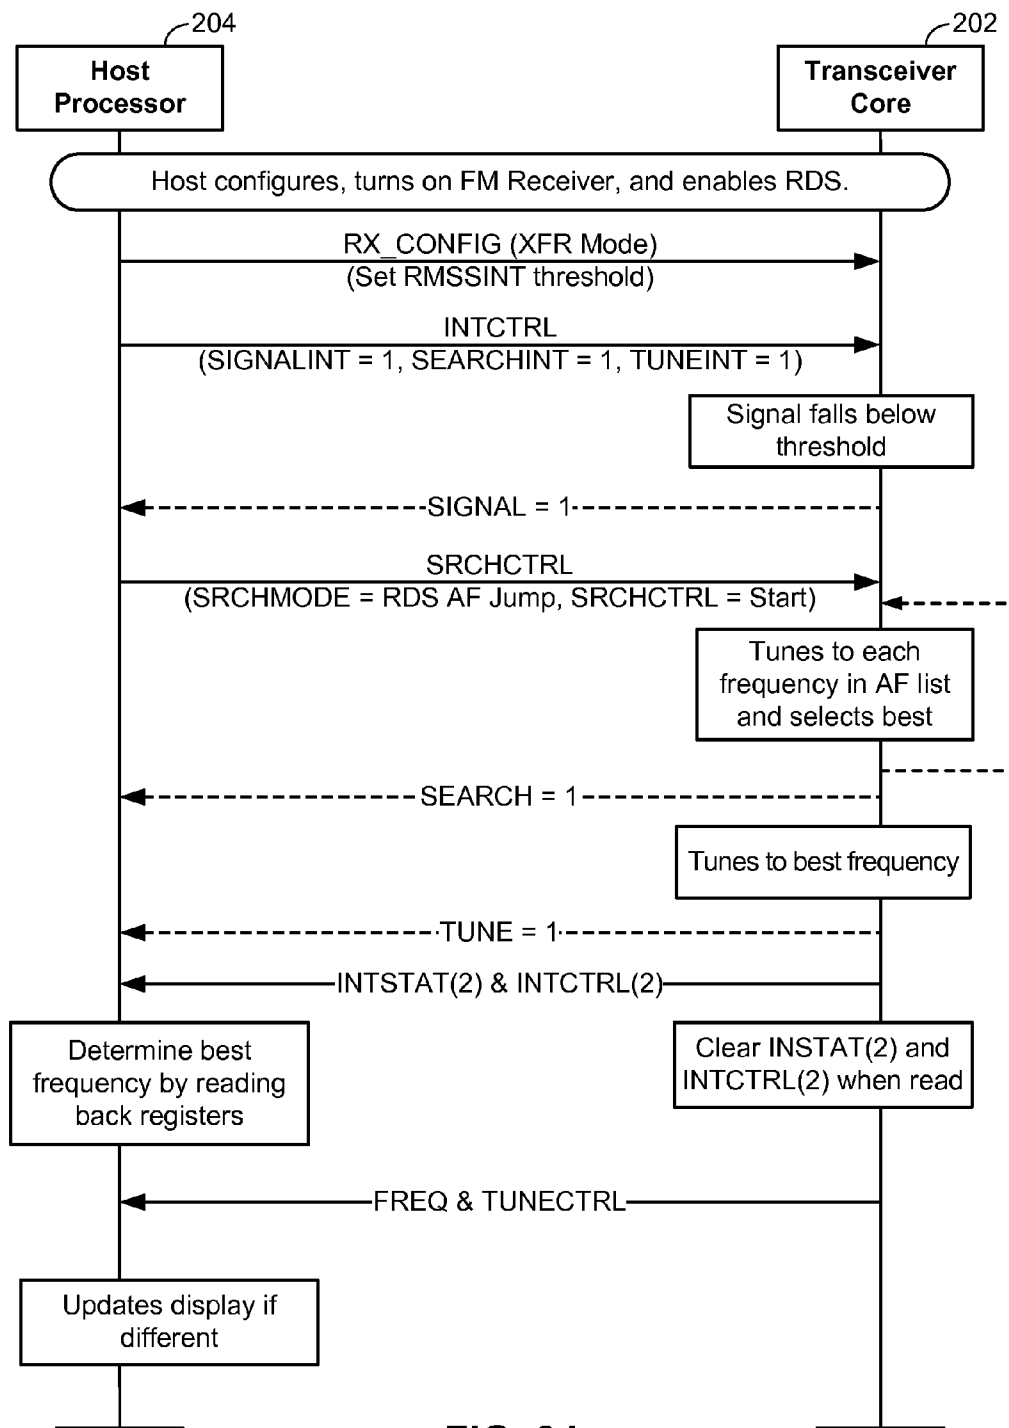 204
202
Host
Processor
Transceiver
Core
Host configures, turns on FM Receiver, and enables RDS.
RX_CONFIG (XFR Mode)
(Set RMSSINT threshold)
INTCTRL
(SIGNALINT = 1, SEARCHINT = 1, TUNEINT = 1)
Signal falls below
threshold
SIGNAL = 1
SRCHCTRL
(SRCHMODE = RDS AF Jump, SRCHCTRL = Start)
Tunes to each
frequency in AF list
and selects best
SEARCH = 1
Tunes to best frequency
TUNE = 1
INTSTAT(2) & INTCTRL(2)
Determine best
frequency by reading
back registers
Clear INSTAT(2) and
INTCTRL(2) when read
FREQ & TUNECTRL
Updates display if
different